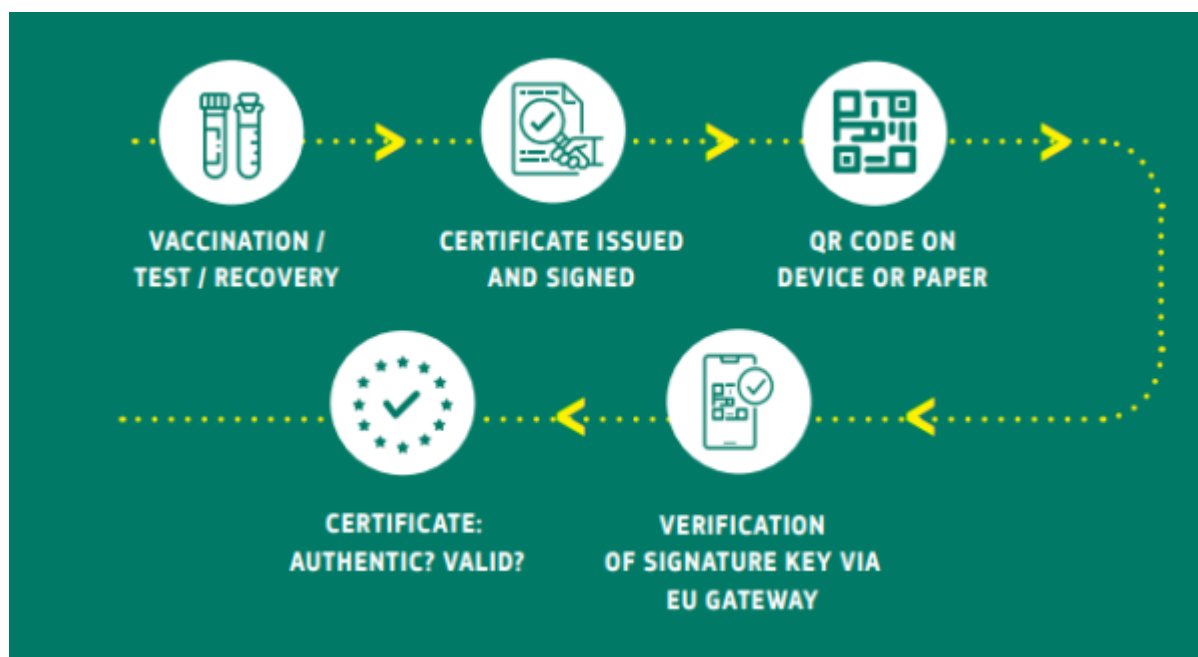 VACCINATION /
TEST / RECOVERY
CERTIFICATE ISSUED
AND SIGNED
QR CODE ON
DEVICE OR PAPER
CERTIFICATE:
AUTHENTIC? VALID?
VERIFICATION
OF SIGNATURE KEY VIA
EU GATEWAY